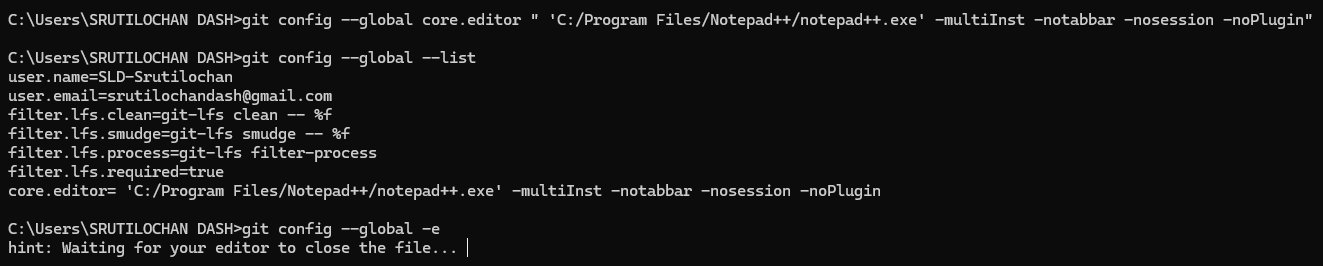 C:\Users\SRUTILOCHAN DASH>git config --global core.editor " 'C:/Program Files/Notepad++/notepad++.exe' -multiInst -notabbar -nosession -noPlugin"
C:\Users\SRUTILOCHAN DASH>git config --global --list
user.name=SLD-Srutilochan
user.email=srutilochandash@gmail.com
filter.lfs.clean=git-lfs clean -- %f
filter.lfs.smudge=git-lfs smudge -- %f
filter.lfs.process=git-lfs filter-process
filter.lfs.required=true
core.editor= 'C:/Program Files/Notepad++/notepad++.exe' -multiInst -notabbar -nosession -noPlugin
C:\Users\SRUTILOCHAN DASH>git config --global -e
hint: Waiting for your editor to close the file...